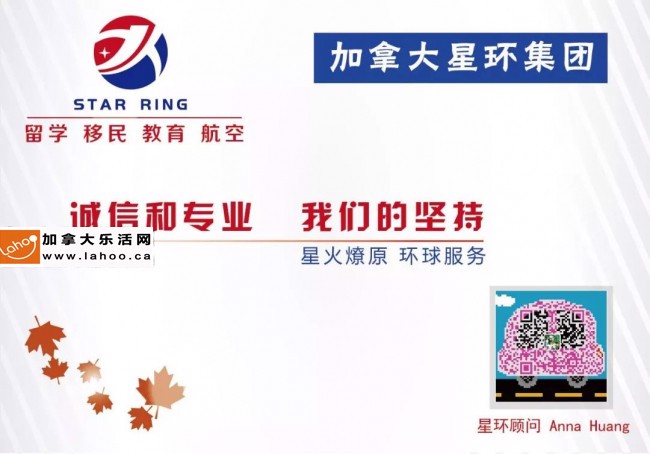 加拿大星环集团
STAR RING
留学 移民 教育 航空
诚信和专业 我们的坚持
Lahoo
加拿大乐活网
www.lahoo.ca
星火燎原 环球服务
星环顾问 Anna Huang